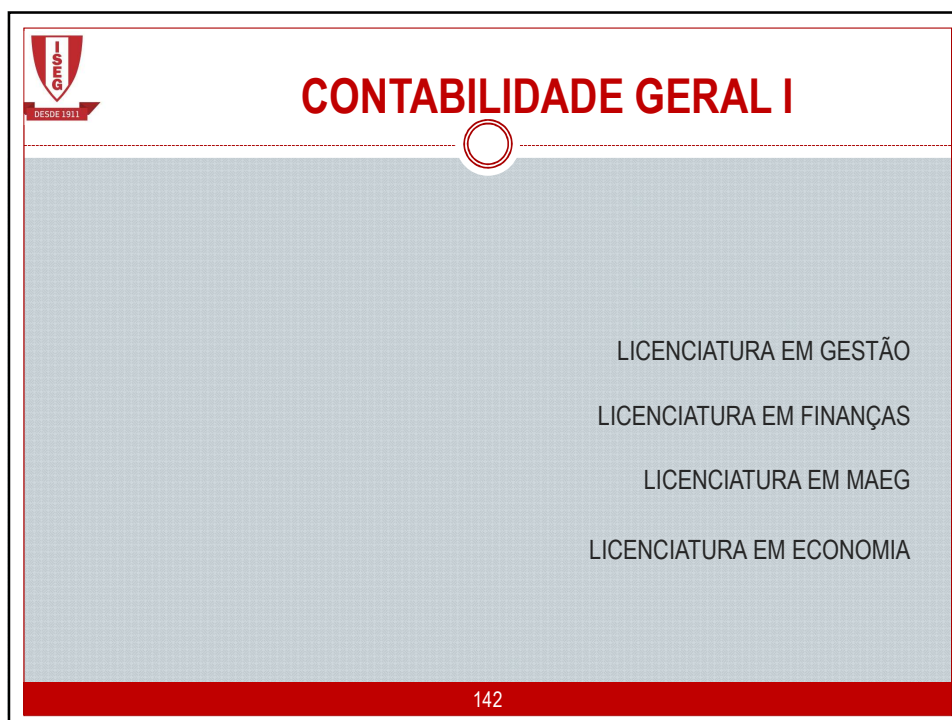 ISEG
DESDE 1911
CONTABILIDADE GERAL I
LICENCIATURA EM GESTÃO
LICENCIATURA EM FINANÇAS
LICENCIATURA EM MAEG
LICENCIATURA EM ECONOMIA
142